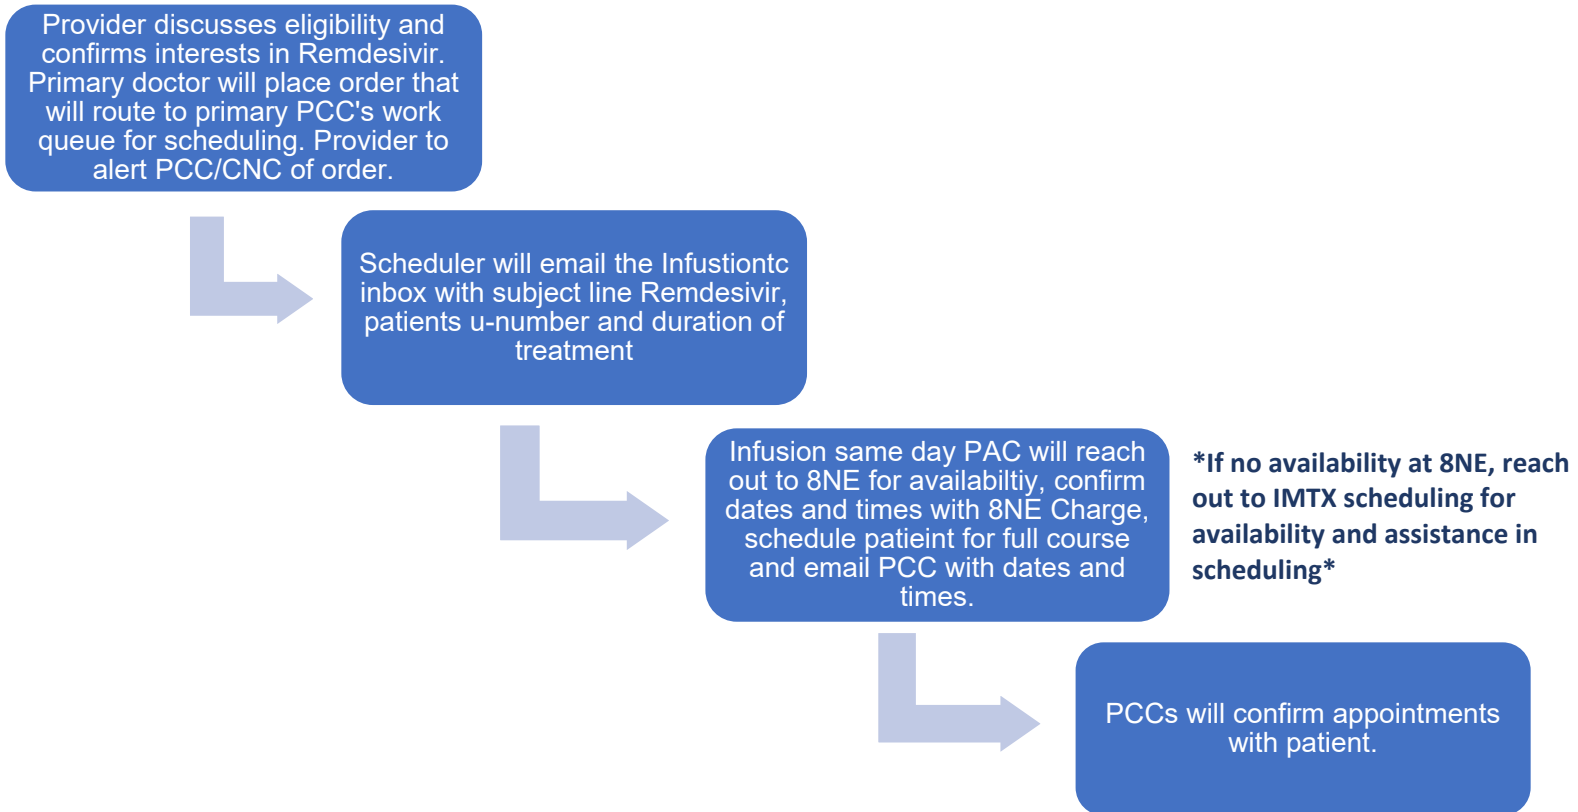 Provider discusses eligibility and
confirms interests in Remdesivir.
Primary doctor will place order that
will route to primary PCC's work
queue for scheduling. Provider to
alert PCC/CNC of order.
Scheduler will email the Infustiontc
inbox with subject line Remdesivir,
patients u-number and duration of
treatment
Infusion same day PAC will reach
out to 8NE for availabiltiy, confirm
dates and times with 8NE Charge,
schedule patieint for full course
and email PCC with dates and
times.
*If no availability at 8NE, reach
out to IMTX scheduling for
availability and assistance in
scheduling*
PCCs will confirm appointments
with patient.